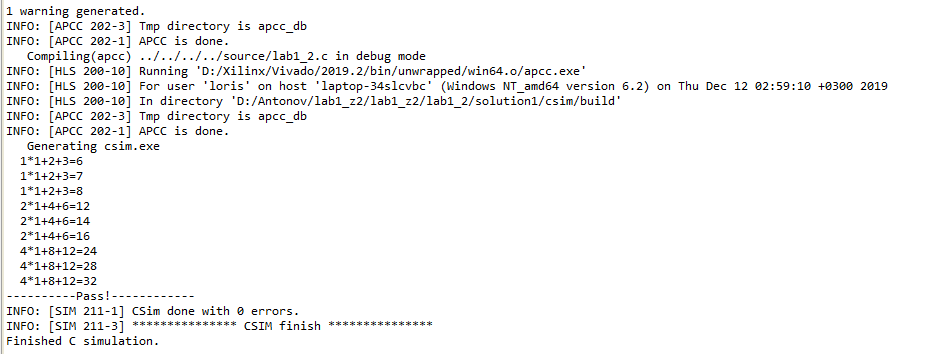 1 warning generated.
INFO: [APCC 202-3] Tmp directory is apcc_db
INFO: [APCC 202-1] APCC is done.
   Compiling(apcc) ../../../../source/lab1_2.c in debug mode
INFO: [HLS 200-10] Running 'D:/Xilinx/Vivado/2019.2/bin/unwrapped/win64.o/apcc.exe'
INFO: [HLS 200-10] For user 'loris' on host 'laptop-34slcvbc' (Windows NT_amd64 version 6.2) on Thu Dec 12 02:59:10 +0300 2019
INFO: [HLS 200-10] In directory 'D:/Antonov/lab1_z2/lab1_z2/lab1_2/solution1/csim/build'
INFO: [APCC 202-3] Tmp directory is apcc_db
INFO: [APCC 202-1] APCC is done.
   Generating csim.exe
  1*1+2+3=6
  1*1+2+3=7
  1*1+2+3=8
  2*1+4+6=12
  2*1+4+6=14
  2*1+4+6=16
  4*1+8+12=24
  4*1+8+12=28
  4*1+8+12=32
----------Pass!------------
INFO: [SIM 211-1] CSim done with 0 errors.
INFO: [SIM 211-3] *************** CSIM finish ***************
Finished C simulation.